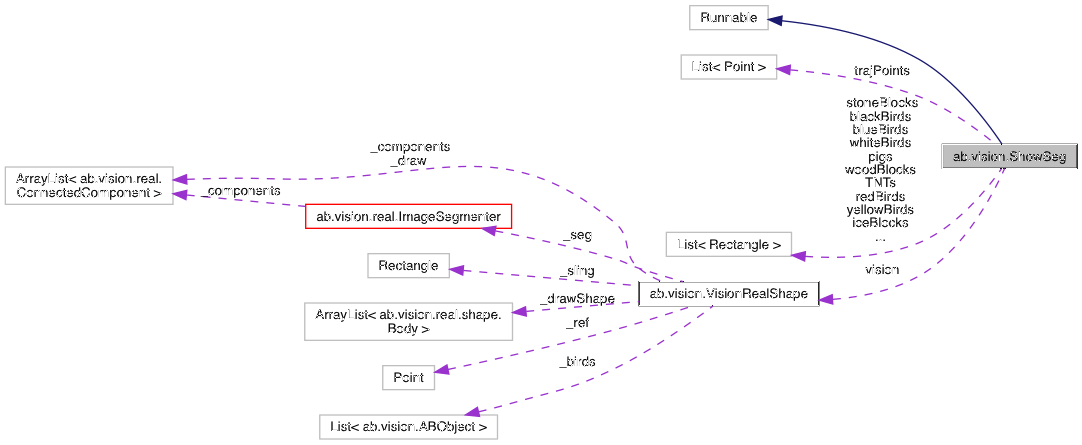 Runnable
List< Point >
trajPoints
stoneBlocks
blackBirds
blueBirds
whiteBirds
pigs
woodBlocks
TNTs
redBirds
yellowBirds
iceBlocks
...
ab.vision.ShowSeg
_components
_draw
ArrayList< ab.vision.real.
ConnectedComponent >
_components
ab.vision.real.ImageSegmenter
_seg
List< Rectangle >
vision
Rectangle
_sling
ab.vision.VisionRealShape
_drawShape
ArrayList< ab.vision.real.shape.
Body >
_ref
Point
_birds
List< ab.vision.ABObject >